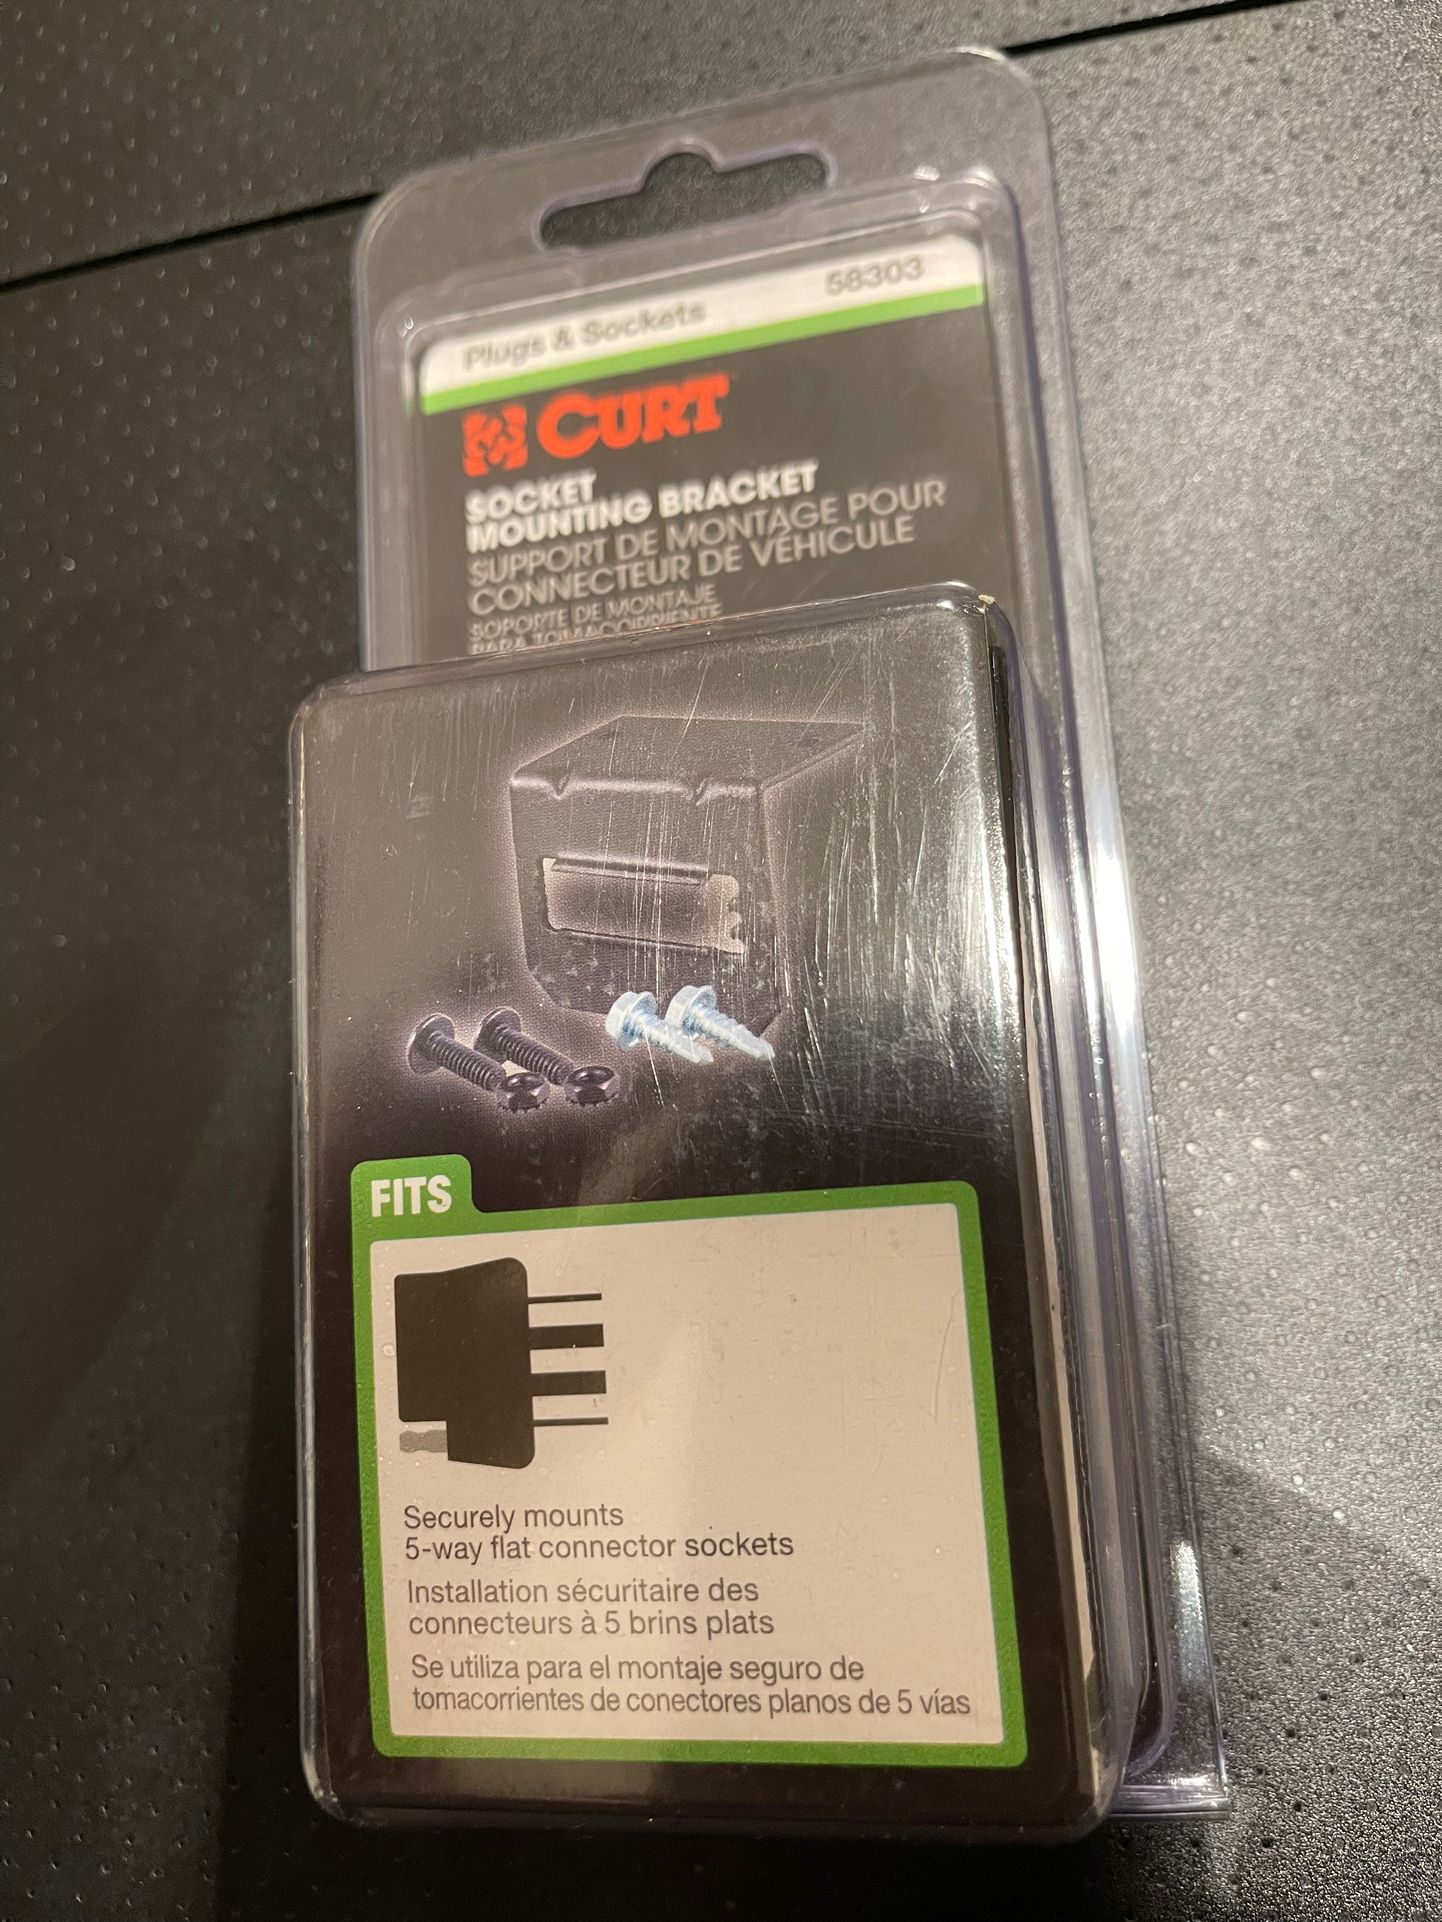 Plugs & Sockets 58303
CURT
SOCKET
MOUNTING BRACKET
SUPPORT DE MONTAGE POUR
CONNECTEUR DE VÉHICULE
SOPORTE DE MONTAJE
PARA TOMACORRIENTE
FITS
Securely mounts
5-way flat connector sockets
Installation sécuritaire des
connecteurs à 5 brins plats
Se utiliza para el montaje seguro de
tomacorrientes de conectores planos de 5 vías